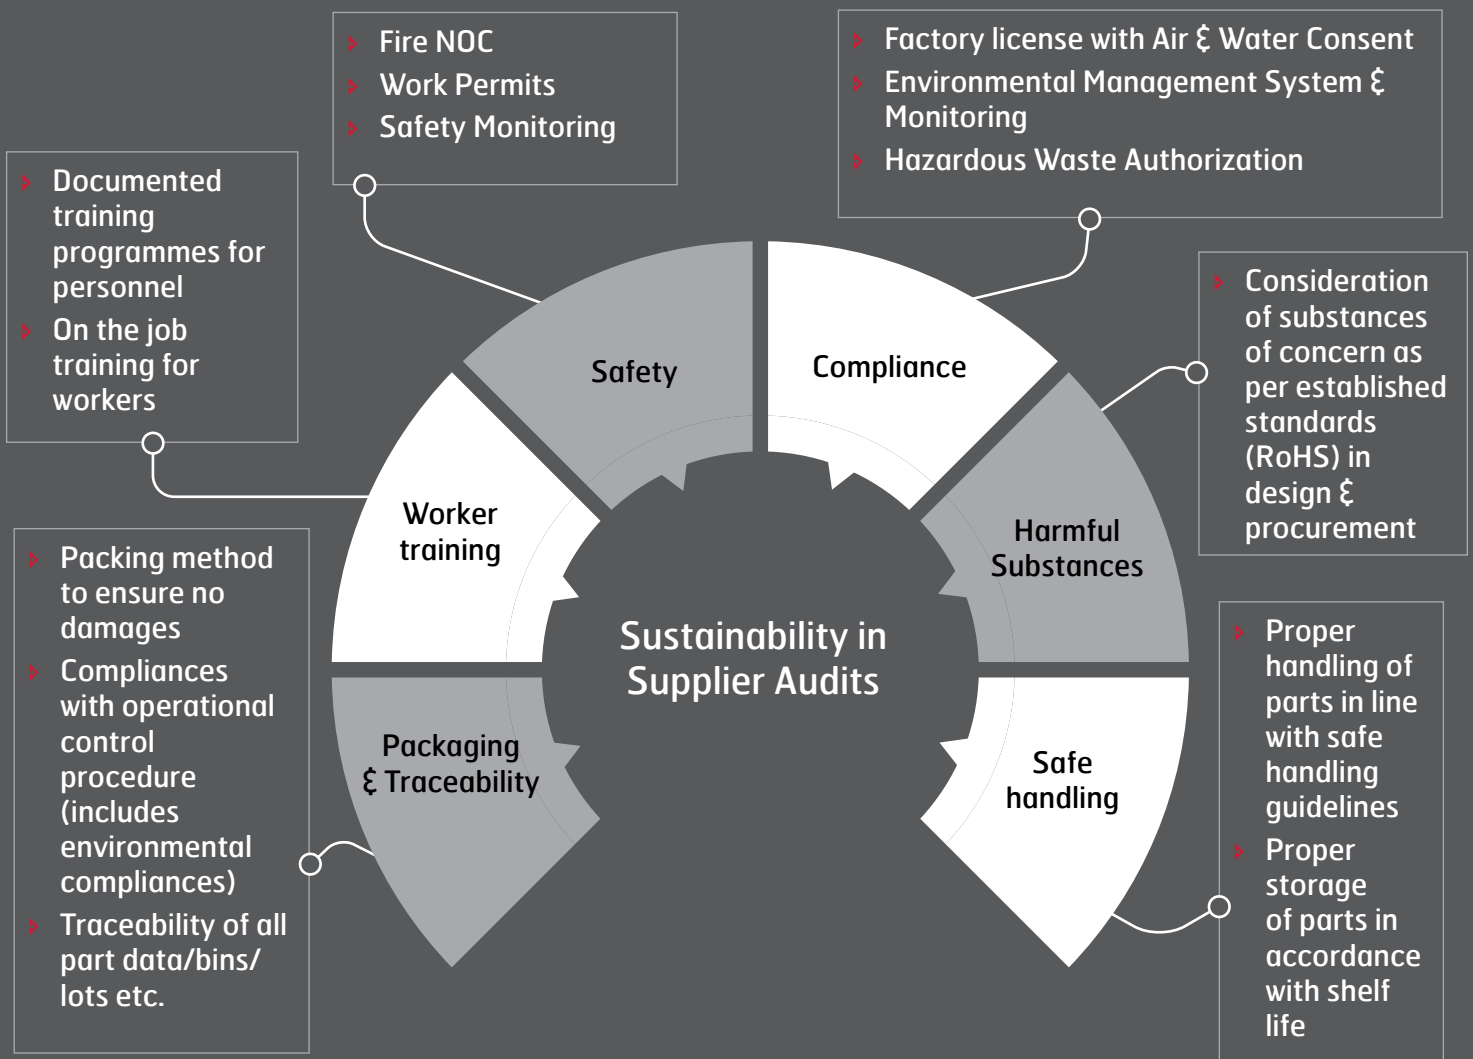 Fire NOC
Work Permits
Safety Monitoring
Factory license with Air & Water Consent
Environmental Management System &
Monitoring
Hazardous Waste Authorization
Documented
training
programmes for
personnel
On the job
training for
workers
Consideration
of substances
of concern as
per established
standards
(RoHS) in
design &
procurement
Safety
Compliance
Worker
training
Harmful
Substances
Sustainability in
Supplier Audits
Packaging
& Traceability
Safe
handling
Packing method
to ensure no
damages
Compliances
with operational
control
procedure
(includes
environmental
compliances)
Traceability of all
part data/bins/
lots etc.
Proper
handling of
parts in line
with safe
handling
guidelines
Proper
storage
of parts in
accordance
with shelf
life